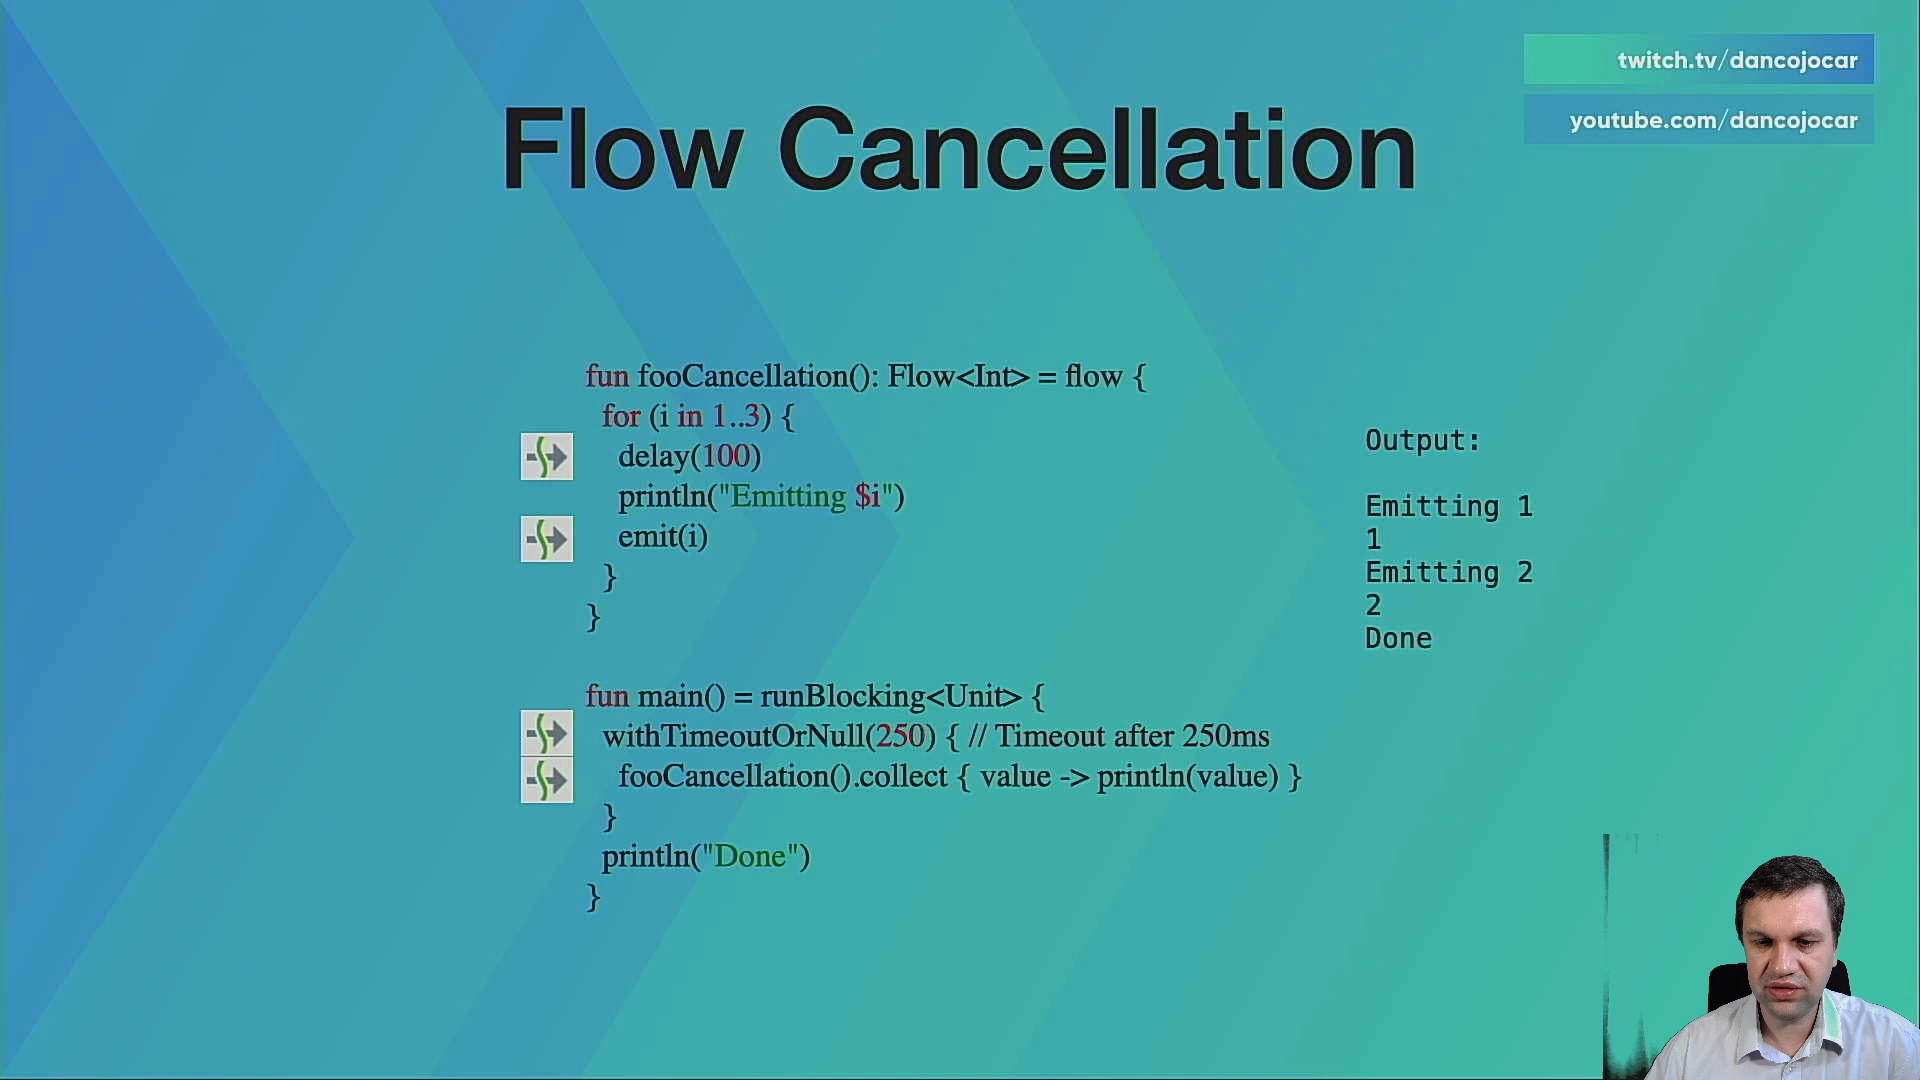 twitch.tv/dancojocar
youtube.com/dancojocar
Flow Cancellation
fun fooCancellation(): Flow<Int> = flow {
for (i in 1..3) {
delay(100)
println("Emitting $i")
emit(i)
}
}
fun main() = runBlocking<Unit> {
withTimeoutOrNull(250) { // Timeout after 250ms
fooCancellation().collect { value -> println(value) }
}
println("Done")
}
Output:
Emitting 1
1
Emitting 2
2
Done